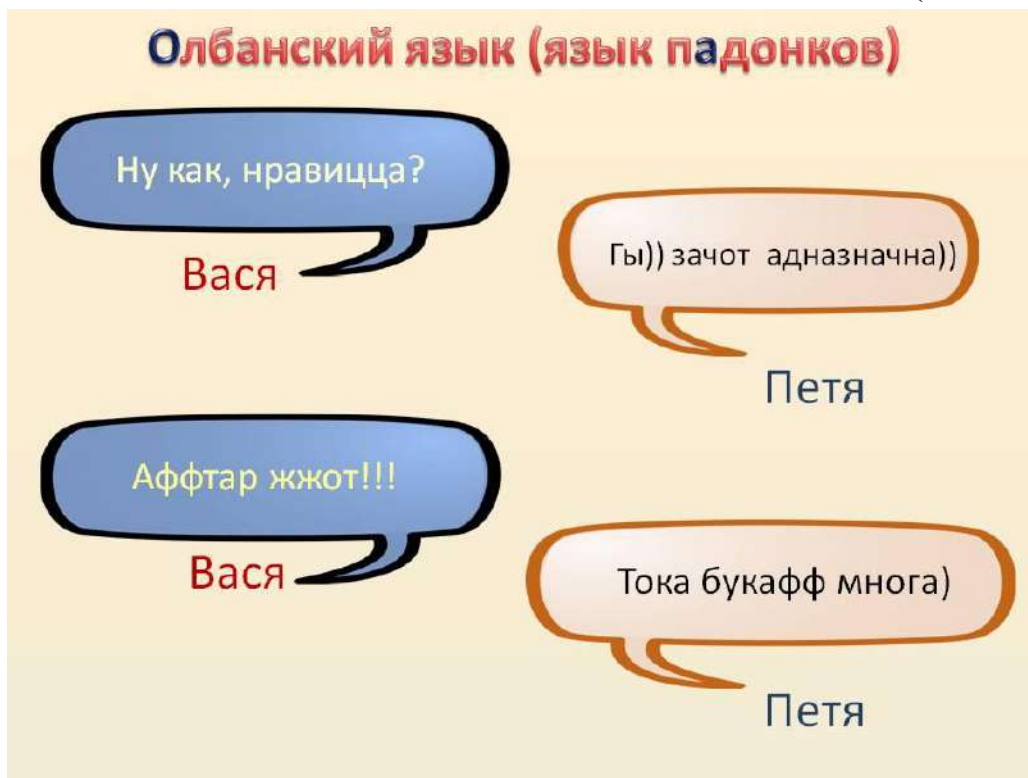 Олбанский язык (язык падонков)
Ну как, нравицца?
Вася
Гы)) зачот адназначна))
Петя
Аффтар жжот!!!
Вася
Тока букафф многа)
Петя